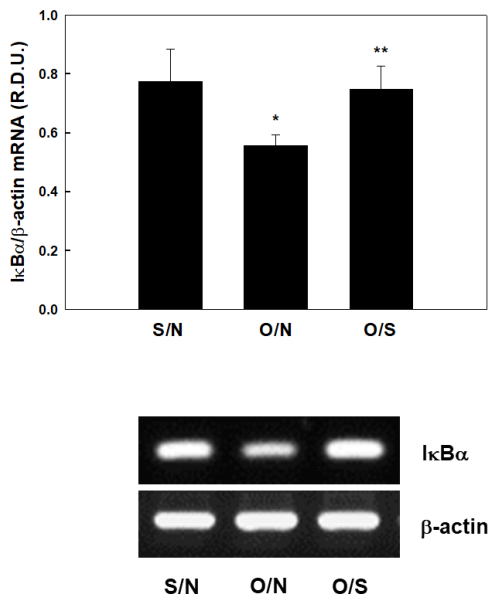 1.0
0.8
0.6
0.4
0.2
0.0
IκBα/β-actin mRNA (R.D.U.)
*
**
S/N O/N O/S
IκBα
β-actin
S/N O/N O/S